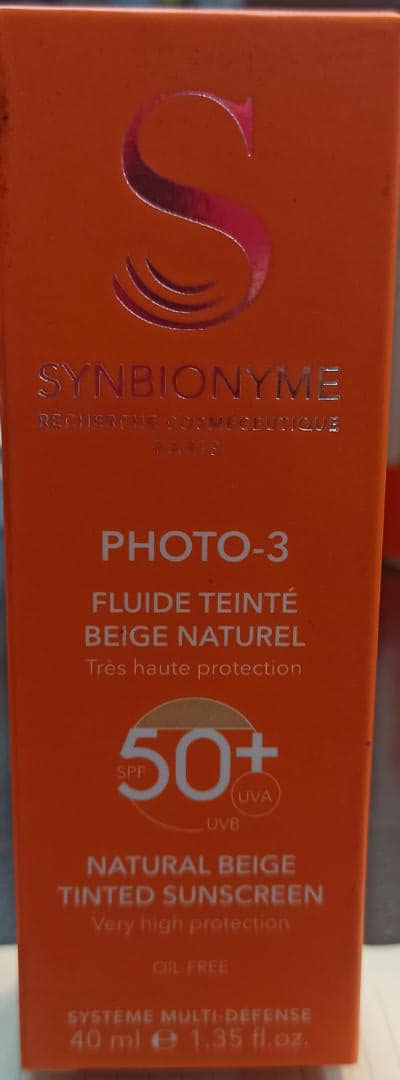 S
SYNBIONYME
RECHERCHE COSMÉCEUTIQUE
PARIS
PHOTO-3
FLUIDE TEINTÉ
BEIGE NATUREL
Très haute protection
SPF 50+ UVA
UVB
NATURAL BEIGE
TINTED SUNSCREEN
Very high protection
OIL FREE
SYSTÈME MULTI-DÉFENSE
40 ml ℮ 1.35 fl.oz.